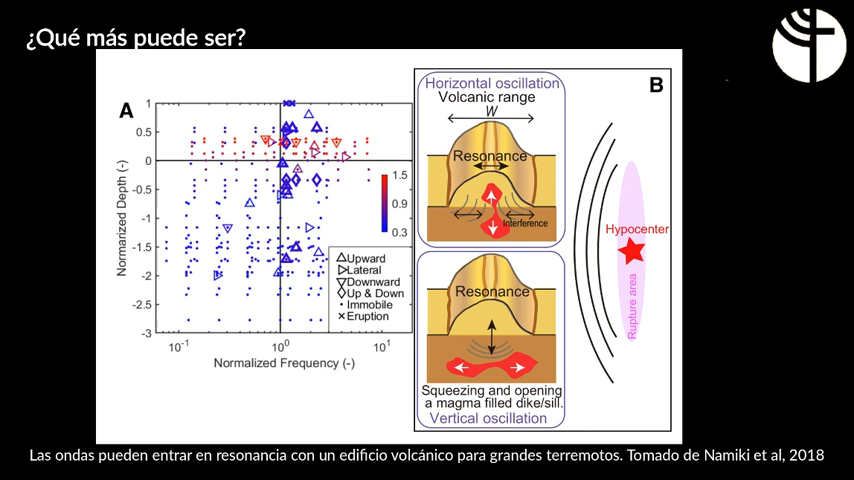 ¿Qué más puede ser?
A
1
0.5
0
-0.5
-1
-1.5
-2
-2.5
-3
Normarized Depth (-)
10-1
100
101
Normalized Frequency (-)
1.5
0.9
0.3
Upward
Lateral
Downward
Up & Down
Immobile
Eruption
B
Horizontal oscillation
Volcanic range
W
Resonance
Interference
Resonance
Squeezing and opening
a magma filled dike/sill.
Vertical oscillation
Hypocenter
Rupture area
Las ondas pueden entrar en resonancia con un edificio volcánico para grandes terremotos. Tomado de Namiki et al, 2018